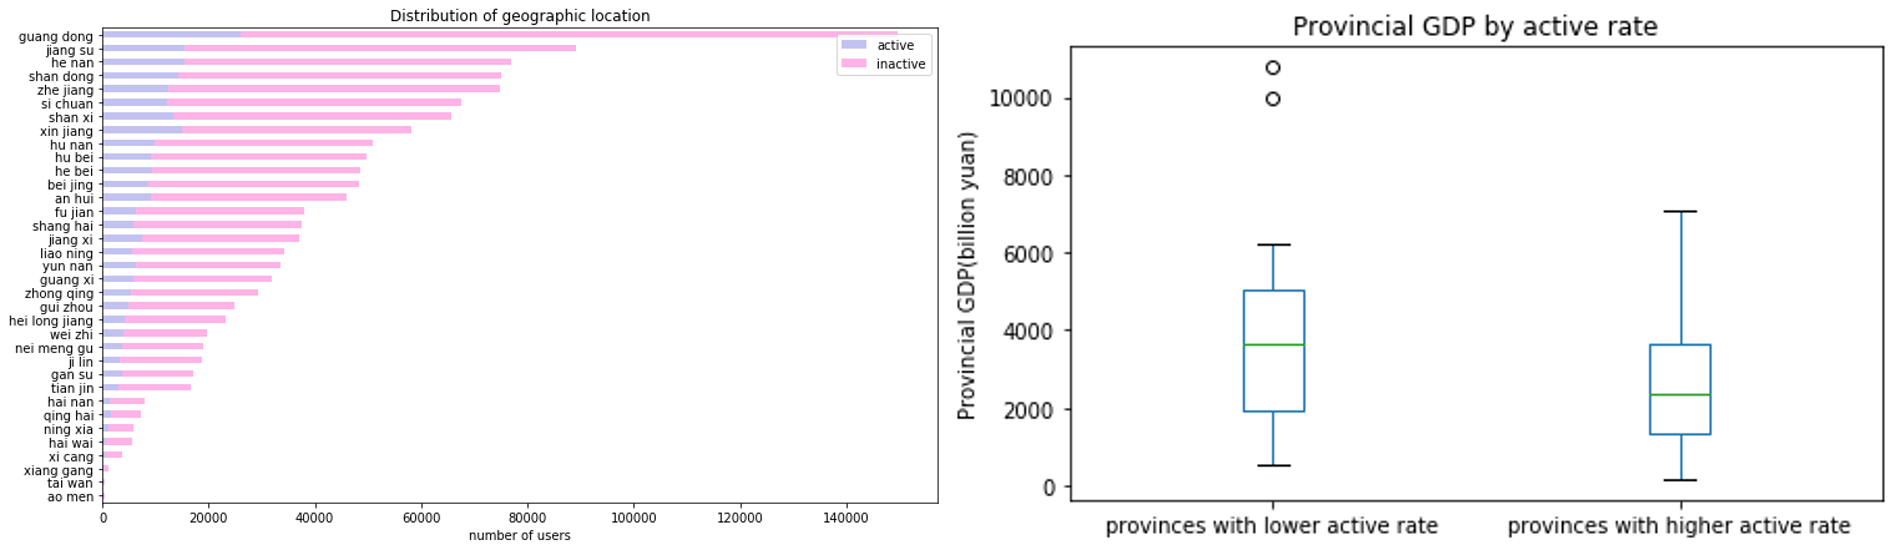 Distribution of geographic location
guang dong
jiang su
he nan
shan dong
zhe jiang
si chuan
shan xi
xin jiang
hu nan
hu bei
he bei
bei jing
an hui
fu jian
shang hai
jiang xi
liao ning
yun nan
guang xi
zhong qing
gui zhou
hei long jiang
wei zhi
nei meng gu
ji lin
gan su
tian jin
hai nan
qing hai
ning xia
hai wai
xi cang
xiang gang
tai wan
ao men
active
inactive
0 20000 40000 60000 80000 100000 120000 140000
number of users
Provincial GDP by active rate
Provincial GDP(billion yuan)
10000
8000
6000
4000
2000
0
provinces with lower active rate provinces with higher active rate